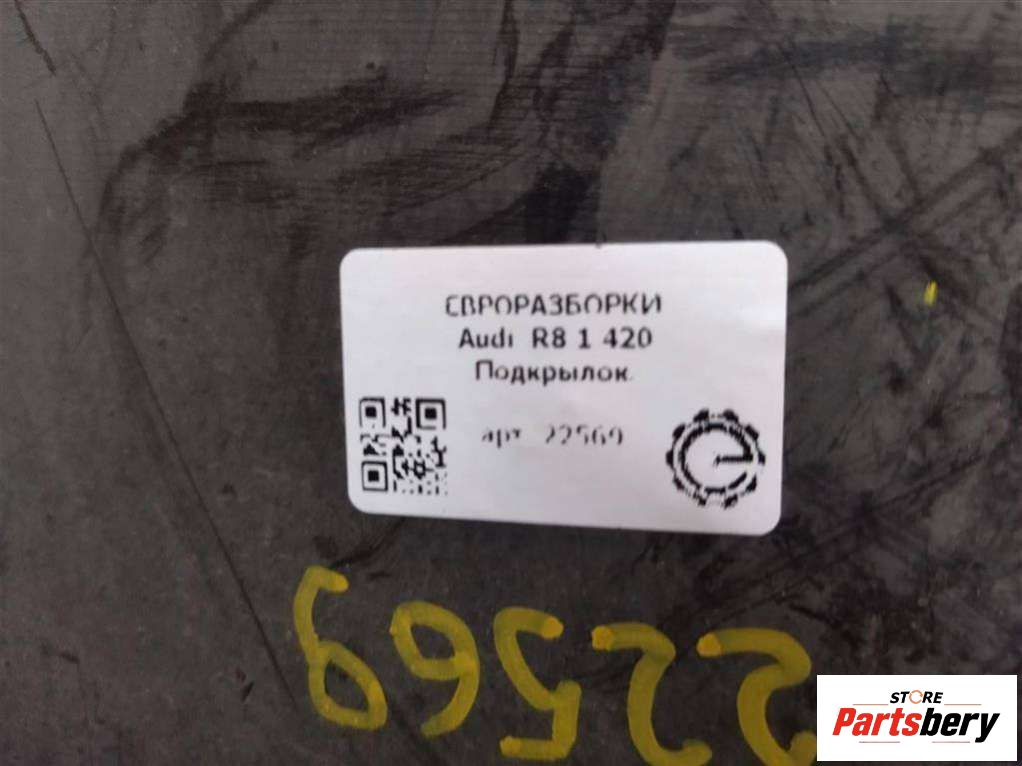 ЕВРОРАЗБОРКИ
Audi R8 1 420
Подкрылок.
арт. 22569
22569
STORE
Partsbery